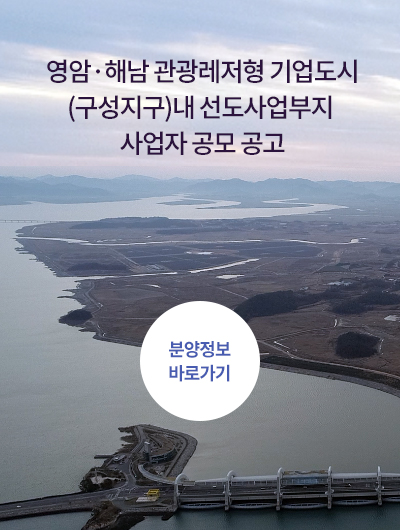 영암·해남 관광레저형 기업도시
(구성지구)내 선도사업부지
사업자 공모 공고
분양정보
바로가기